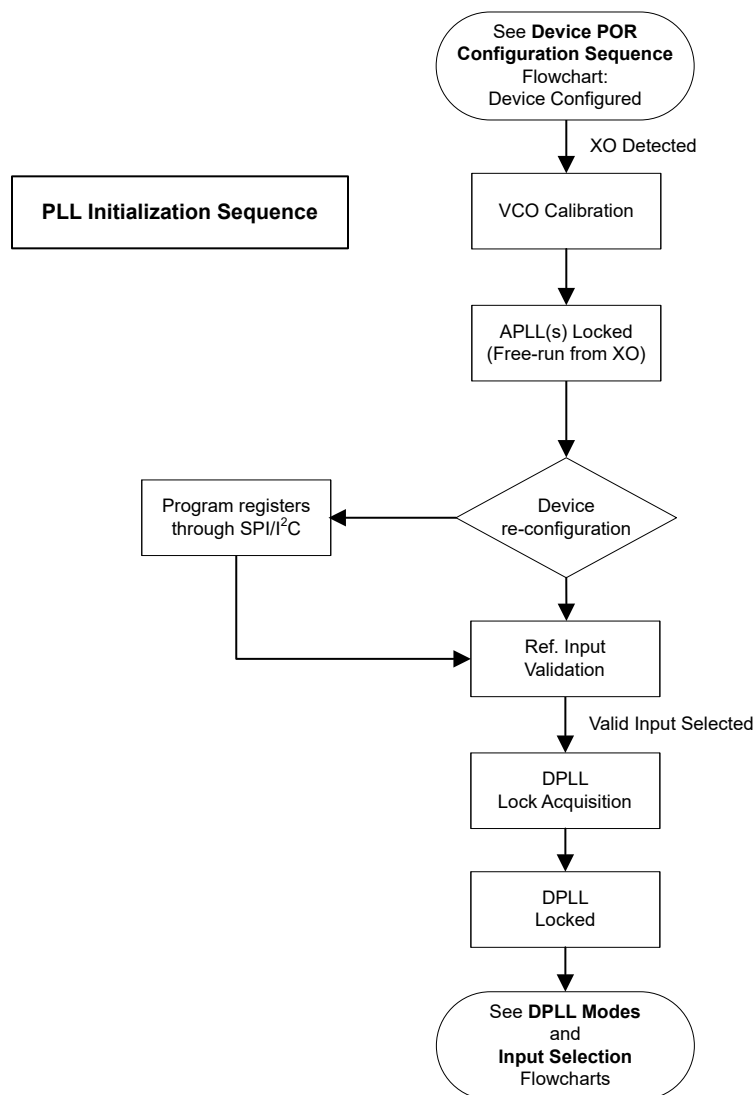 See Device POR
Configuration Sequence
Flowchart:
Device Configured
XO Detected
PLL Initialization Sequence
VCO Calibration
APLL(s) Locked
(Free-run from XO)
Program registers
through SPI/I²C
Device
re-configuration
Ref. Input
Validation
Valid Input Selected
DPLL
Lock Acquisition
DPLL
Locked
See DPLL Modes
and
Input Selection
Flowcharts